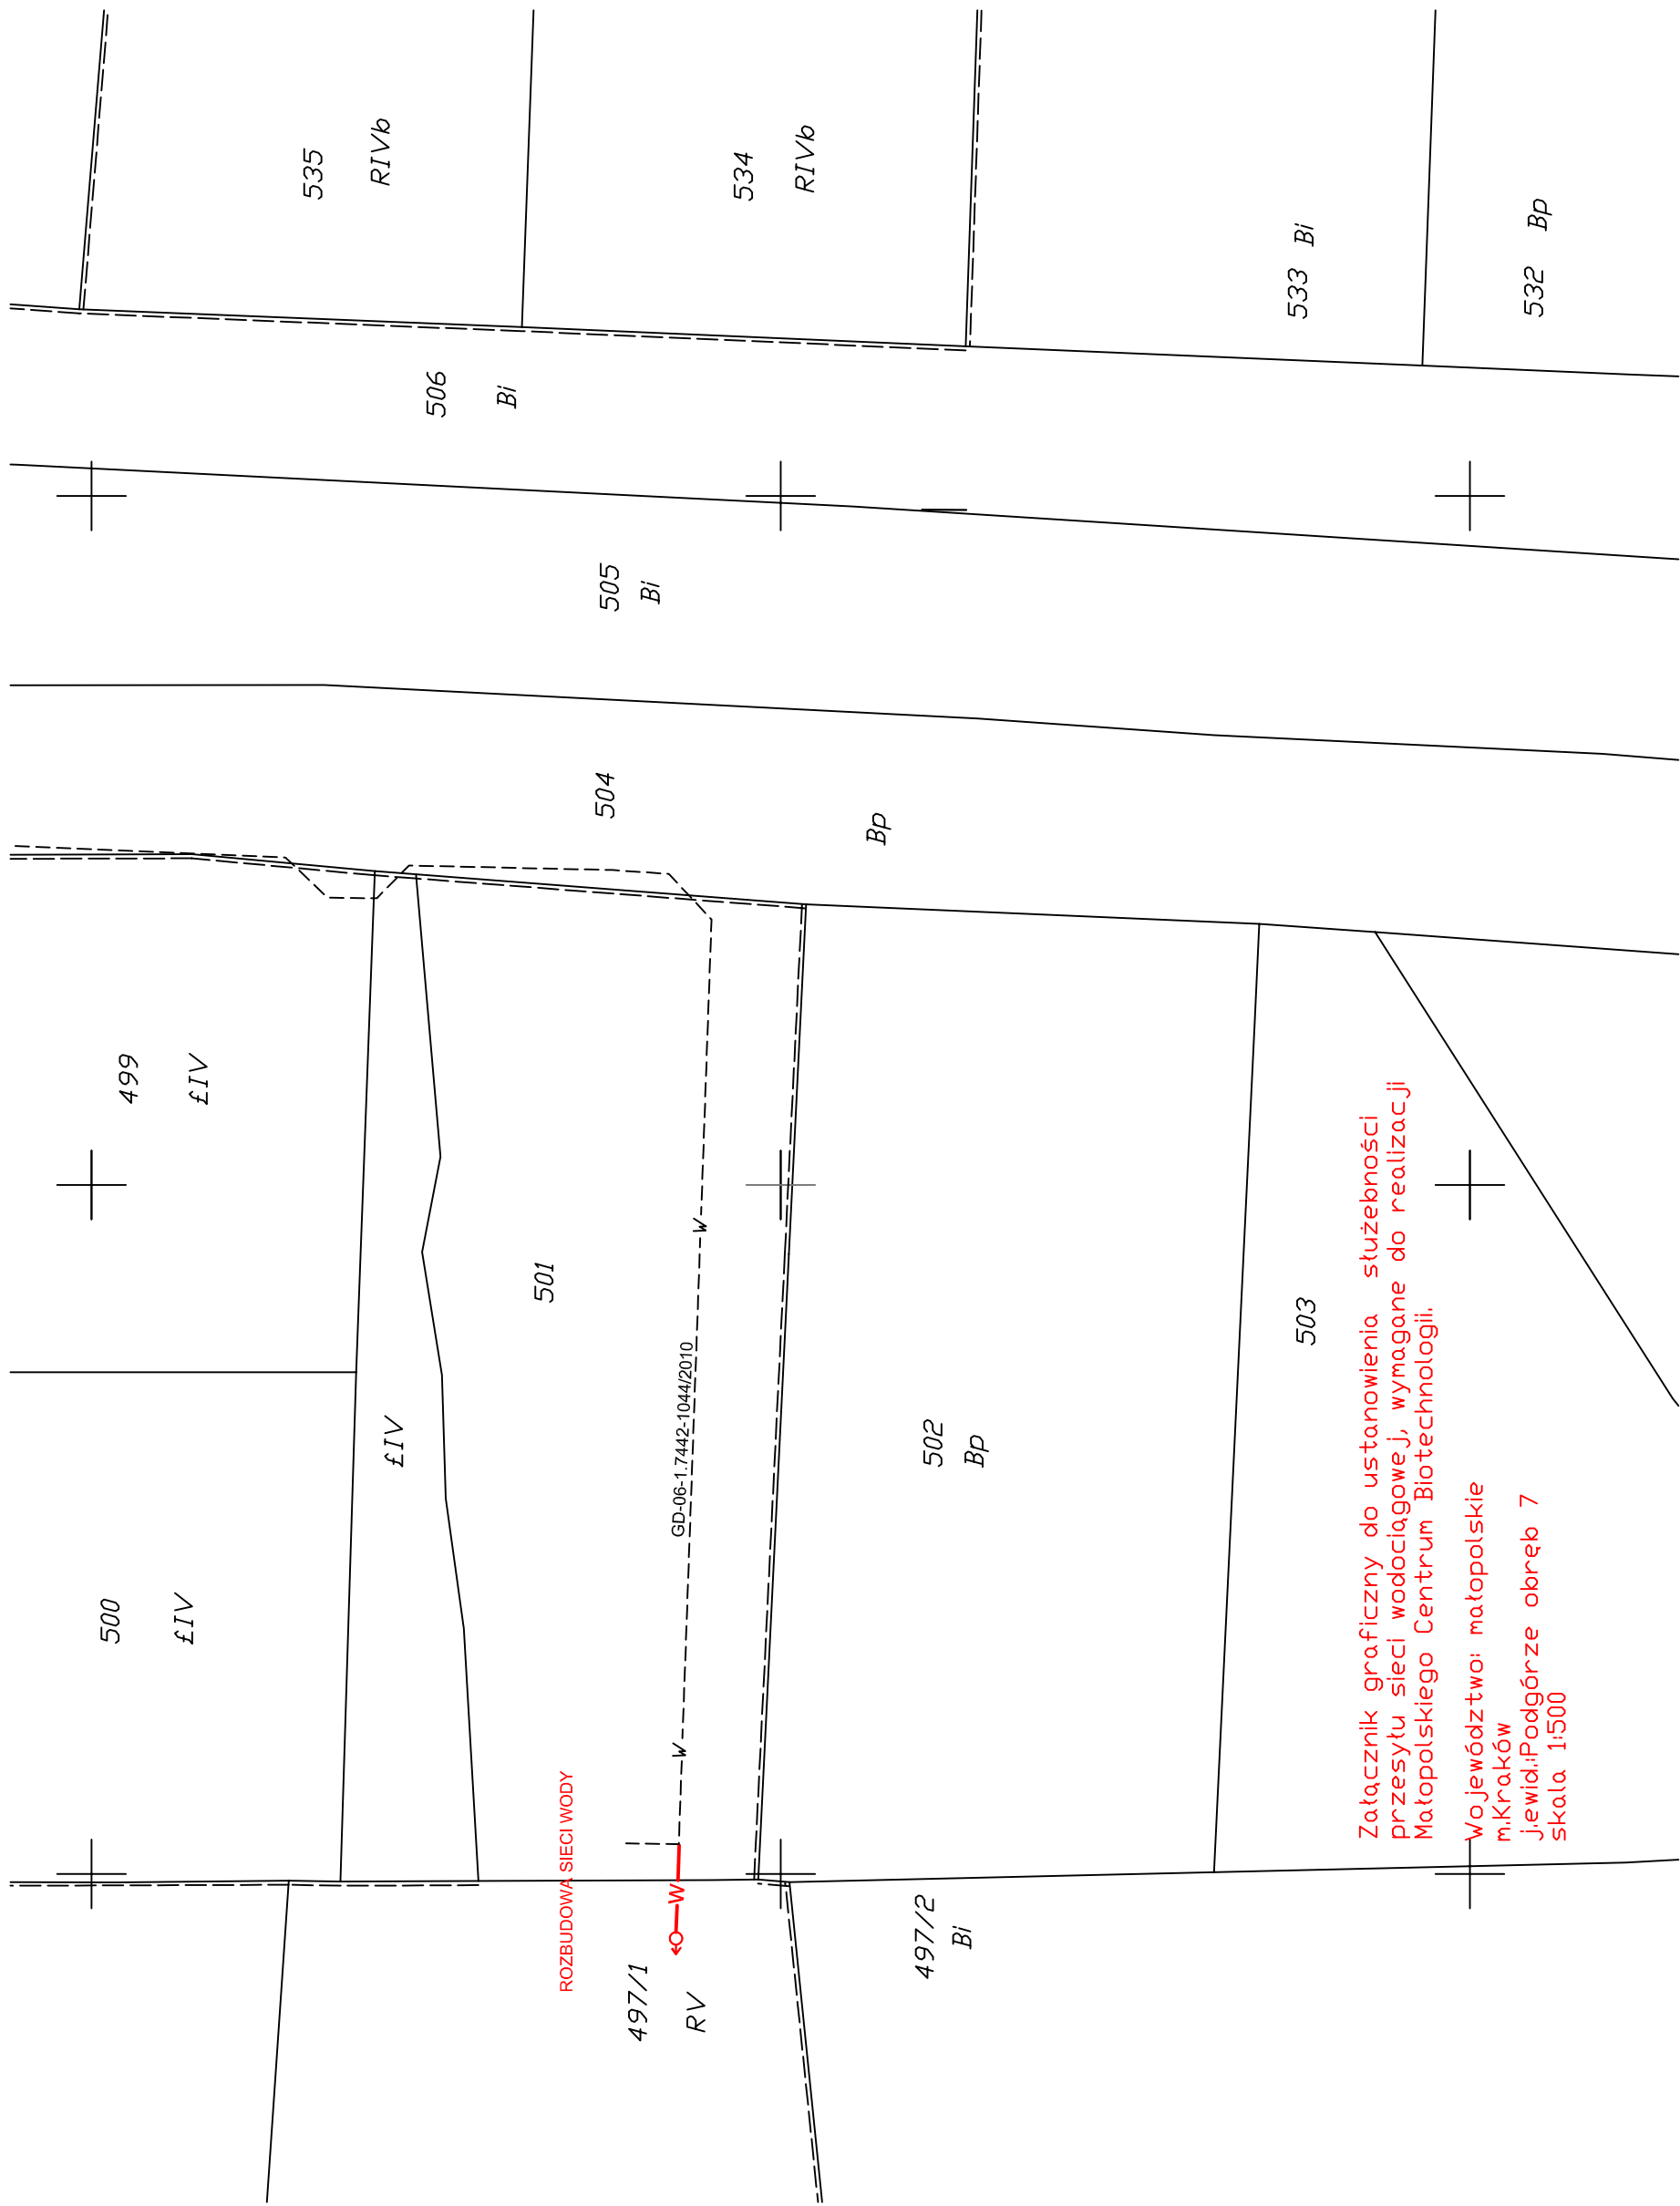 535
RIVb
534
RIVb
533 Bi
532 Bp
506
Bi
505
Bi
504
Bp
499
£IV
500
£IV
£IV
501
W
GD-06-1.7442-1044/2010
W
502
Bp
503
ROZBUDOWA SIECI WODY
W
497/1
RV
497/2
Bi
Załącznik graficzny do ustanowienia służebności
przesyłu sieci wodociągowej, wymagane do realizacji
Małopolskiego Centrum Biotechnologii.
Województwo: małopolskie
m.Kraków
j.ewid.:Podgórze obręb 7
skala 1:500